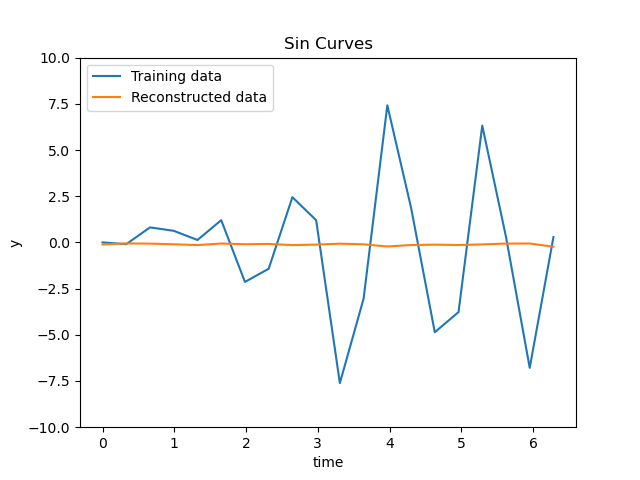 Sin Curves
Training data
Reconstructed data
10.0
7.5
5.0
2.5
0.0
−2.5
−5.0
−7.5
−10.0
y
0 1 2 3 4 5 6
time